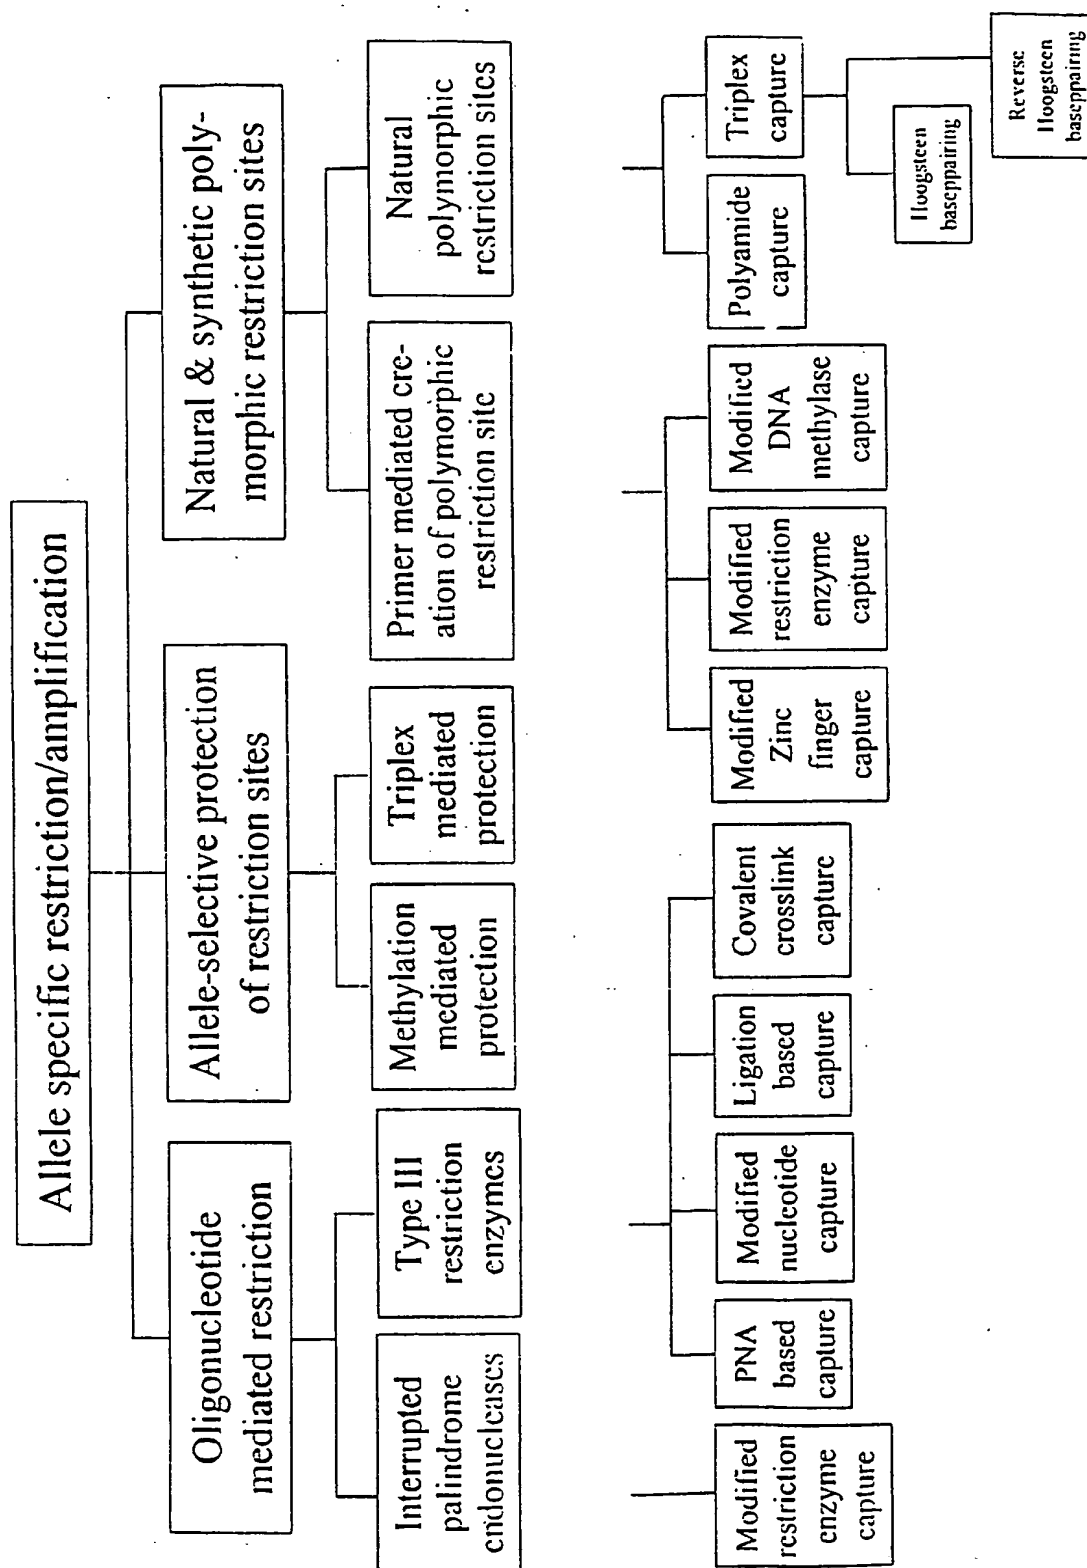 Allele specific restriction/amplification
Oligonucleotide
mediated restriction
Allele-selective protection
of restriction sites
Natural & synthetic poly-
morphic restriction sites
Interrupted
palindrome
endonucleases
Type III
restriction
enzymes
Methylation
mediated
protection
Triplex
mediated
protection
Primer mediated cre-
ation of polymorphic
restriction site
Natural
polymorphic
restriction sites
Modified
restriction
enzyme
capture
PNA
based
capture
Modified
nucleotide
capture
Ligation
based
capture
Covalent
crosslink
capture
Modified
Zinc
finger
capture
Modified
restriction
enzyme
capture
Modified
DNA
methylase
capture
Polyamide
capture
Triplex
capture
Hoogsteen
baseppairing
Reverse
Hoogsteen
baseppairing